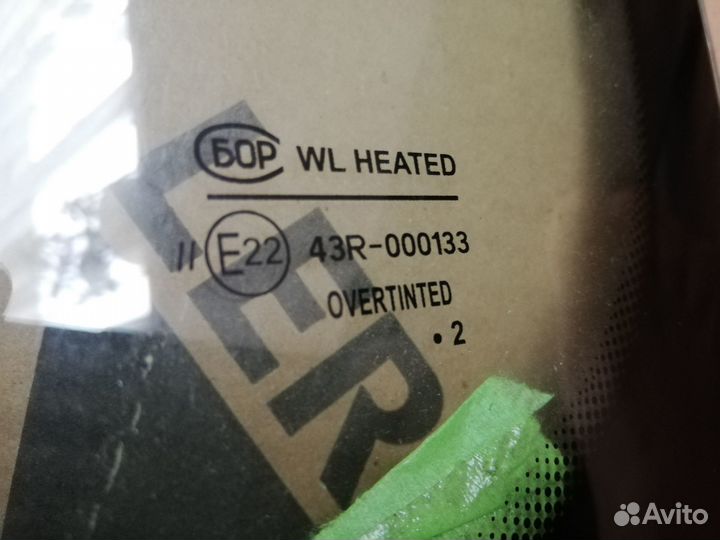 БОР WL HEATED
II E22 43R-000133
OVERTINTED
. 2
LER
Avito